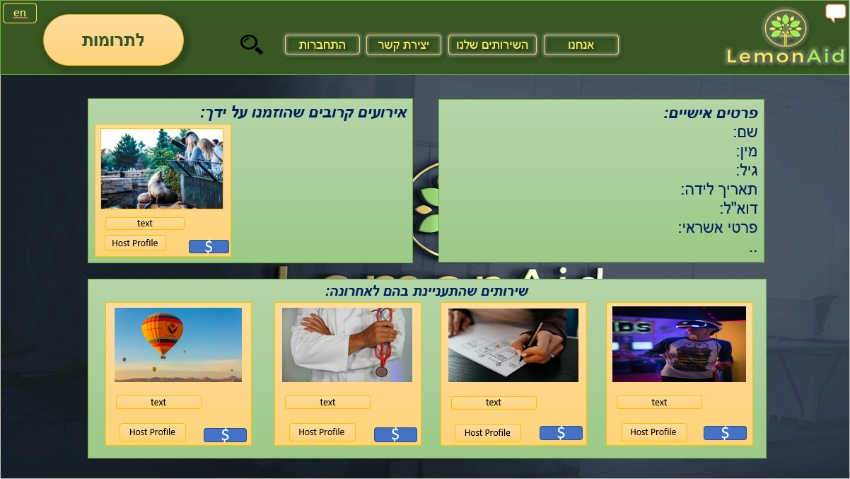 en
לתרומות
התחברות
יצירת קשר
השירותים שלנו
אנחנו
LemonAid
פרטים אישיים:
שם:
מין:
גיל:
תאריך לידה:
דוא"ל:
פרטי אשראי:
..
אירועים קרובים שהוזמנו על ידך:
text
Host Profile
$
LemonAid
שירותים שהתעניינת בהם לאחרונה:
text
text
text
text
Host Profile
$
Host Profile
$
Host Profile
$
Host Profile
$